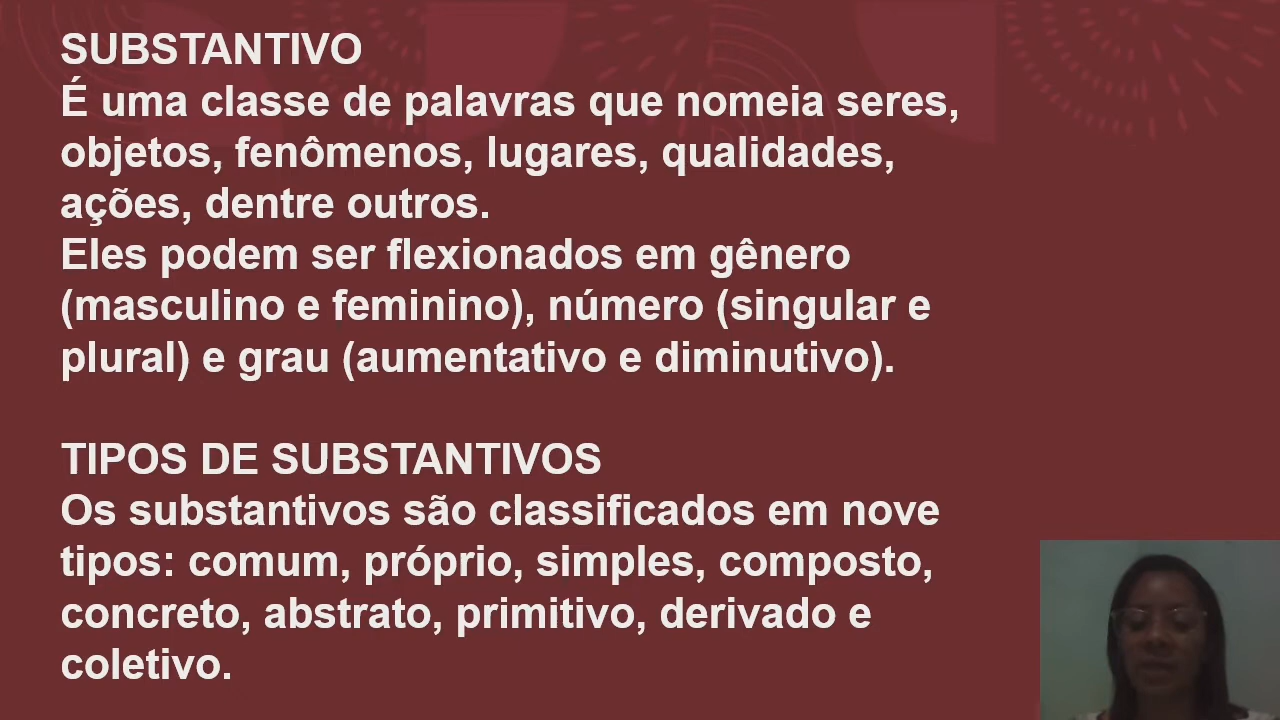 SUBSTANTIVO
É uma classe de palavras que nomeia seres,
objetos, fenômenos, lugares, qualidades,
ações, dentre outros.
Eles podem ser flexionados em gênero
(masculino e feminino), número (singular e
plural) e grau (aumentativo e diminutivo).
TIPOS DE SUBSTANTIVOS
Os substantivos são classificados em nove
tipos: comum, próprio, simples, composto,
concreto, abstrato, primitivo, derivado e
coletivo.